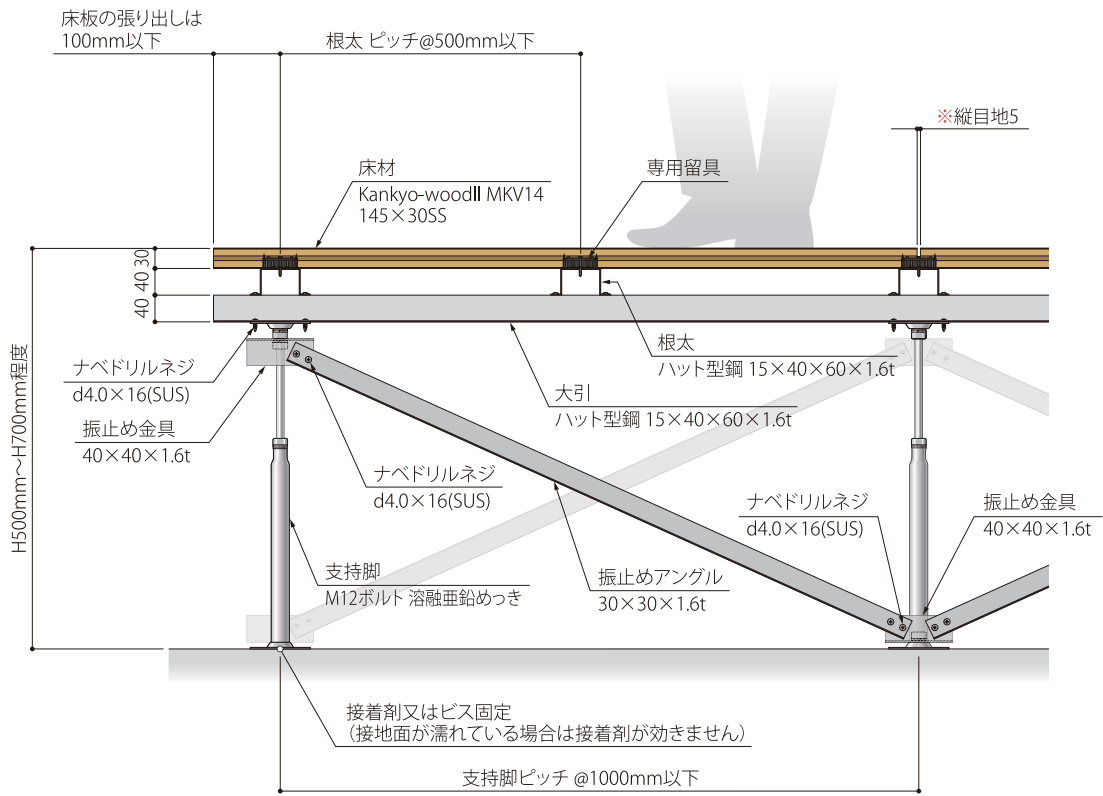 床板の張り出しは
100mm以下
根太 ピッチ@500mm以下
※縦目地5
床材
Kankyo-woodⅡ MKV14
145×30SS
専用留具
30
40
40
H500mm〜H700mm程度
根太
ハット型鋼 15×40×60×1.6t
大引
ハット型鋼 15×40×60×1.6t
ナベドリルネジ
d4.0×16(SUS)
振止め金具
40×40×1.6t
ナベドリルネジ
d4.0×16(SUS)
ナベドリルネジ
d4.0×16(SUS)
振止め金具
40×40×1.6t
支持脚
M12ボルト 溶融亜鉛めっき
振止めアングル
30×30×1.6t
接着剤又はビス固定
（接地面が濡れている場合は接着剤が効きません）
支持脚ピッチ @1000mm以下